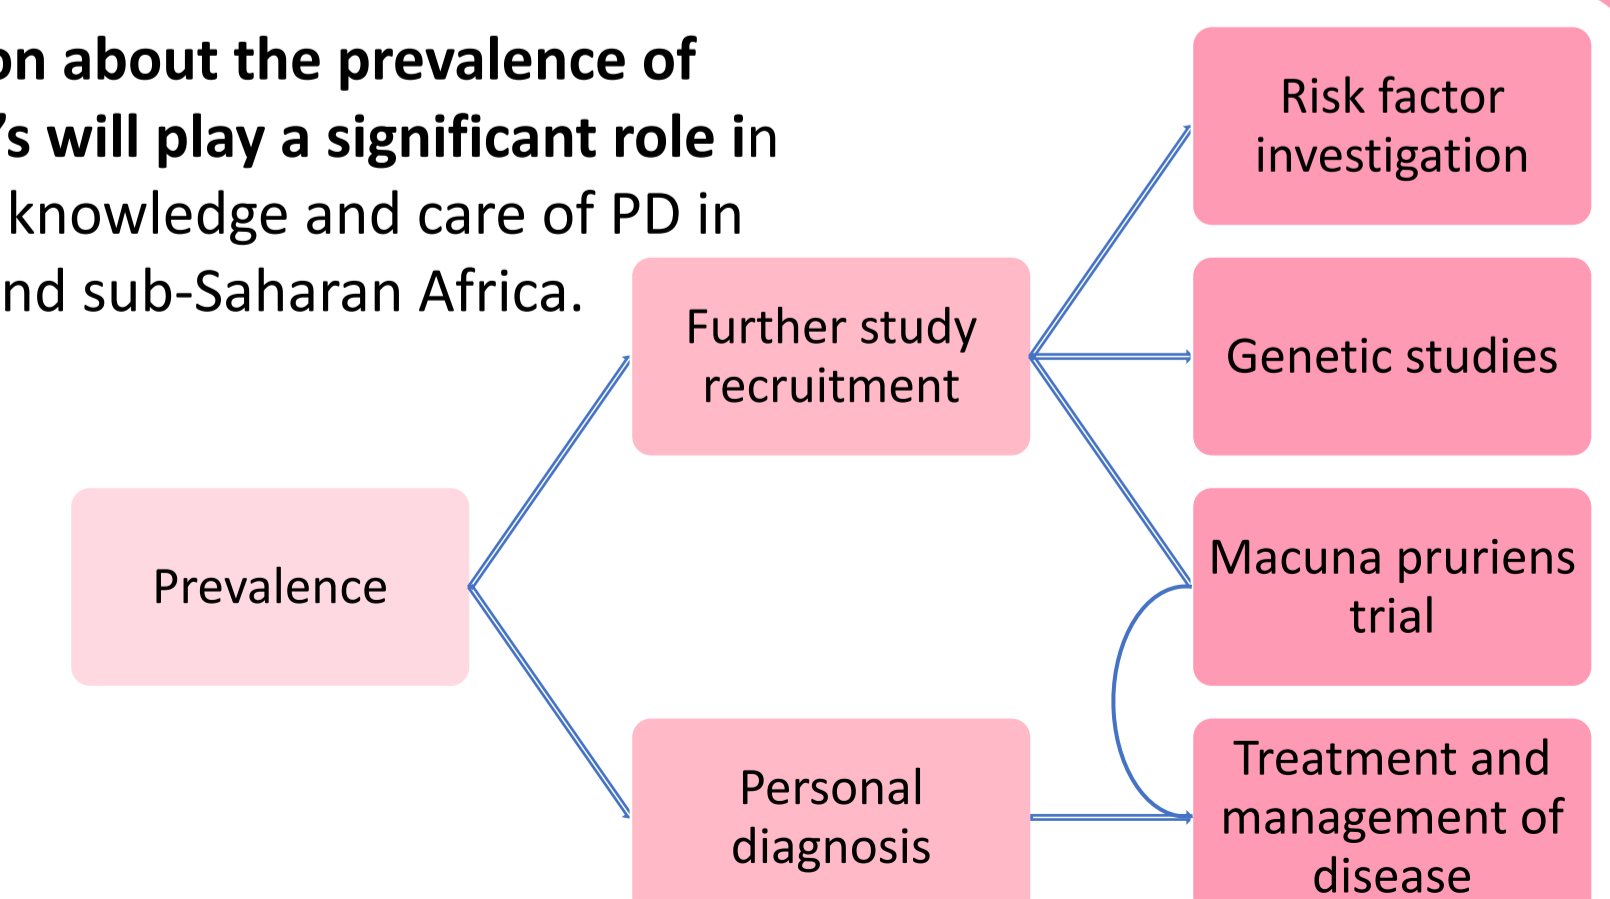 on about the prevalence of
’s will play a significant role in
knowledge and care of PD in
nd sub-Saharan Africa.
Risk factor
investigation
Further study
recruitment
Genetic studies
Prevalence
Macuna pruriens
trial
Personal
diagnosis
Treatment and
management of
disease